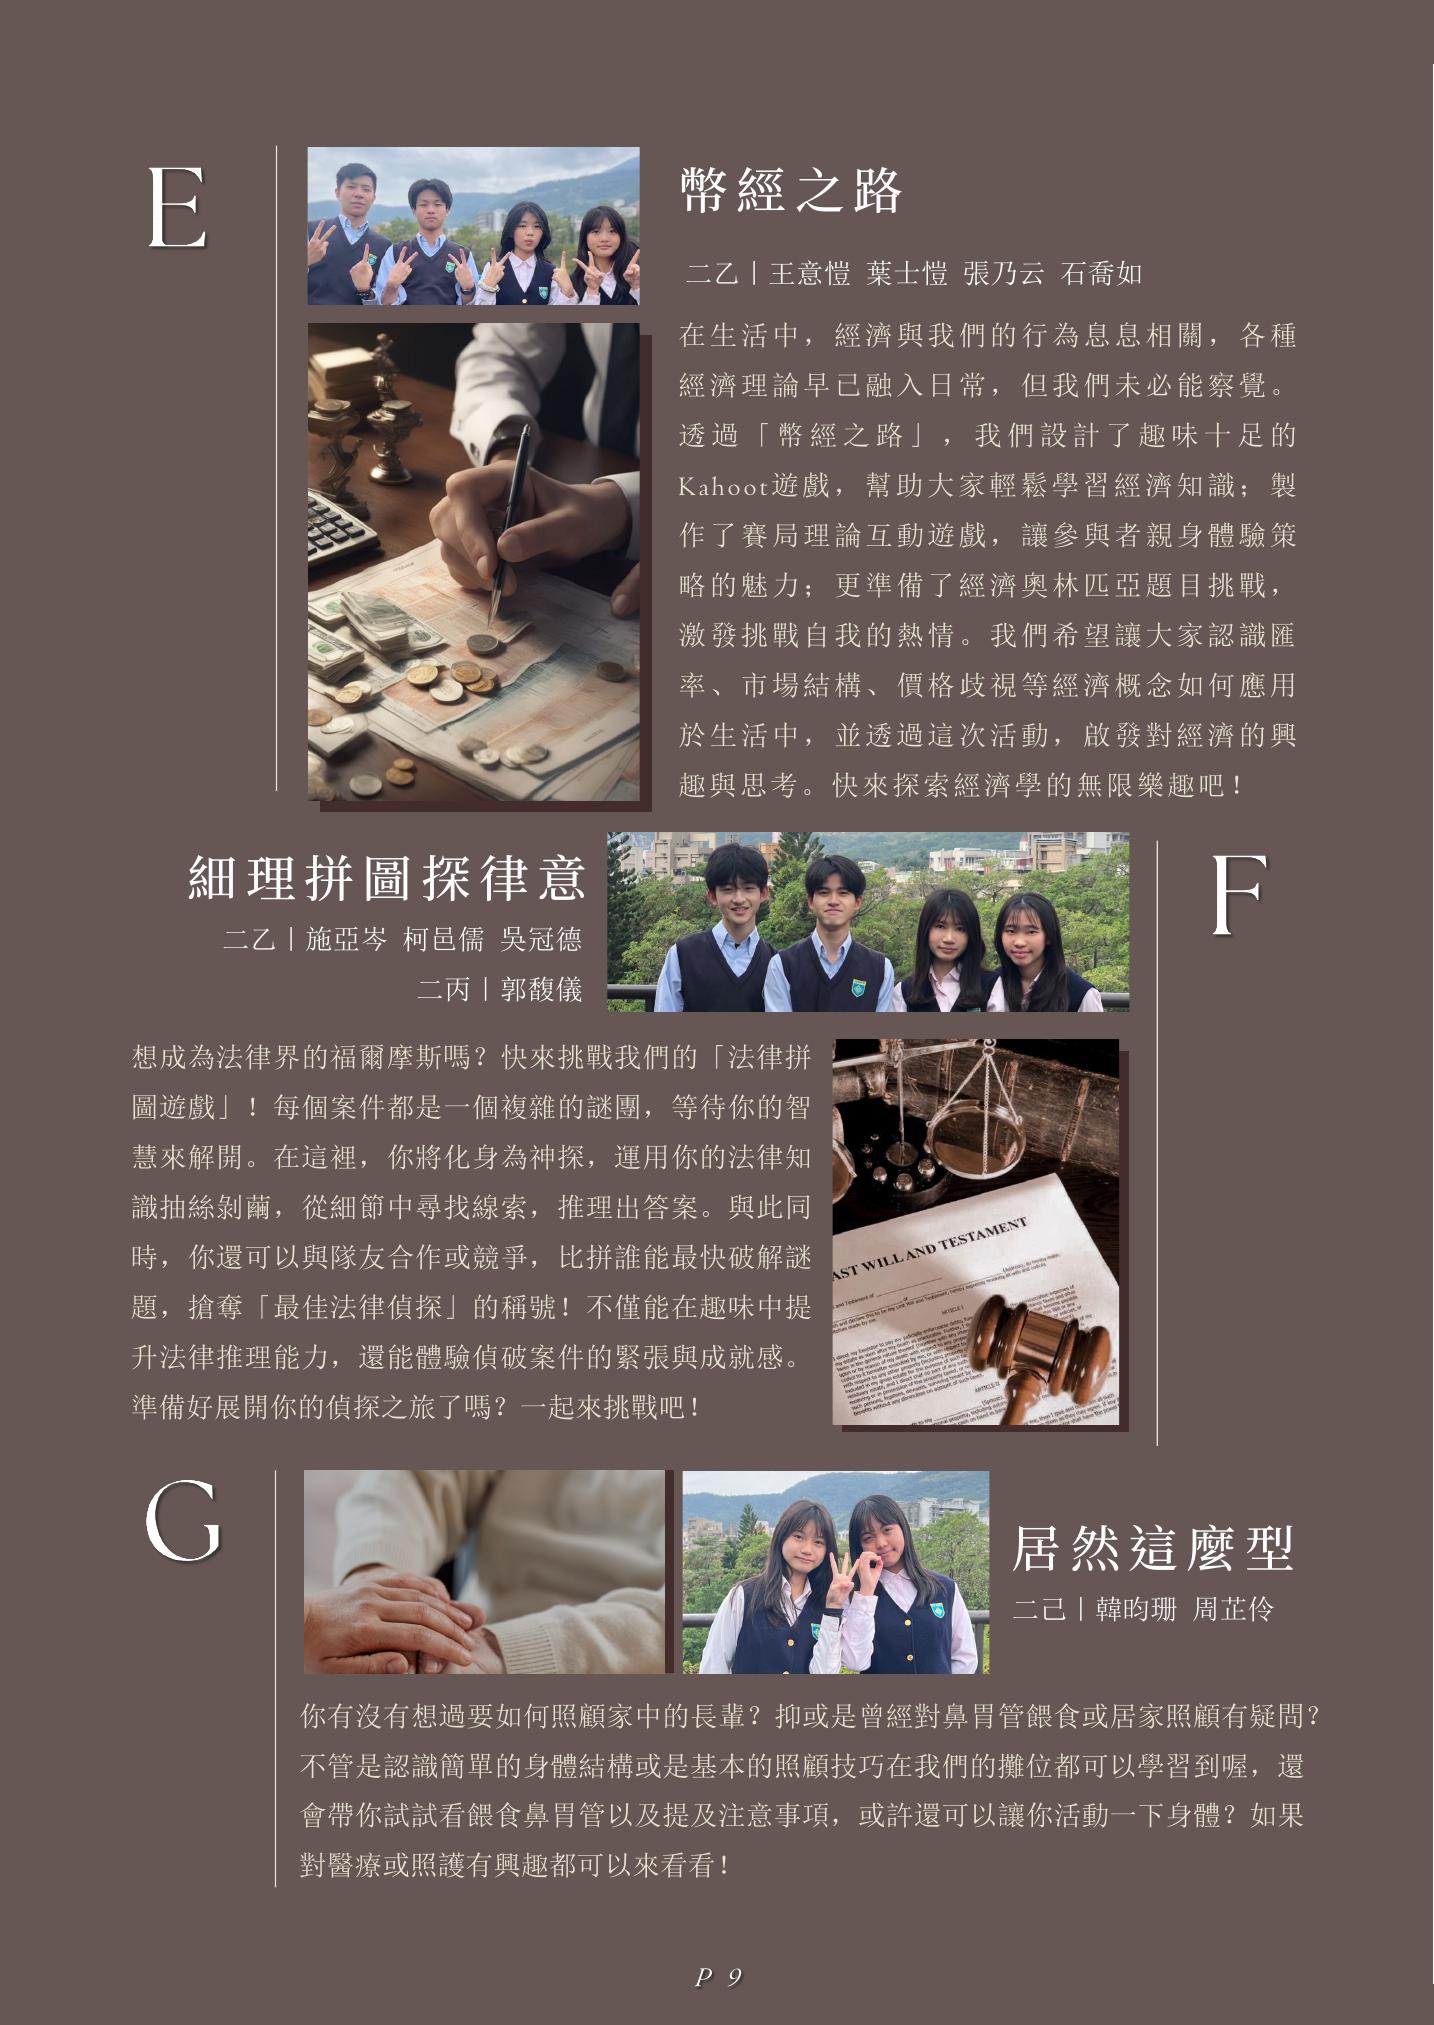 E
幣經之路
二乙｜王意愷 葉士愷 張乃云 石喬如
在生活中，經濟與我們的行為息息相關，各種
經濟理論早已融入日常，但我們未必能察覺。
透過「幣經之路」，我們設計了趣味十足的
Kahoot遊戲，幫助大家輕鬆學習經濟知識；製
作了賽局理論互動遊戲，讓參與者親身體驗策
略的魅力；更準備了經濟奧林匹亞題目挑戰，
激發挑戰自我的熱情。我們希望讓大家認識匯
率、市場結構、價格歧視等經濟概念如何應用
於生活中，並透過這次活動，啟發對經濟的興
趣與思考。快來探索經濟學的無限樂趣吧！
細理拼圖探律意
二乙｜施亞岑 柯邑儒 吳冠德
二丙｜郭馥儀
F
想成為法律界的福爾摩斯嗎？快來挑戰我們的「法律拼
圖遊戲」！每個案件都是一個複雜的謎團，等待你的智
慧來解開。在這裡，你將化身為神探，運用你的法律知
識抽絲剝繭，從細節中尋找線索，推理出答案。與此同
時，你還可以與隊友合作或競爭，比拼誰能最快破解謎
題，搶奪「最佳法律偵探」的稱號！不僅能在趣味中提
升法律推理能力，還能體驗偵破案件的緊張與成就感。
準備好展開你的偵探之旅了嗎？一起來挑戰吧！
AST WILL AND TESTAMENT
G
居然這麼型
二己｜韓昀珊 周芷伶
你有沒有想過要如何照顧家中的長輩？抑或是曾經對鼻胃管餵食或居家照顧有疑問？
不管是認識簡單的身體結構或是基本的照顧技巧在我們的攤位都可以學習到喔，還
會帶你試試看餵食鼻胃管以及提及注意事項，或許還可以讓你活動一下身體？如果
對醫療或照護有興趣都可以來看看！
P 9